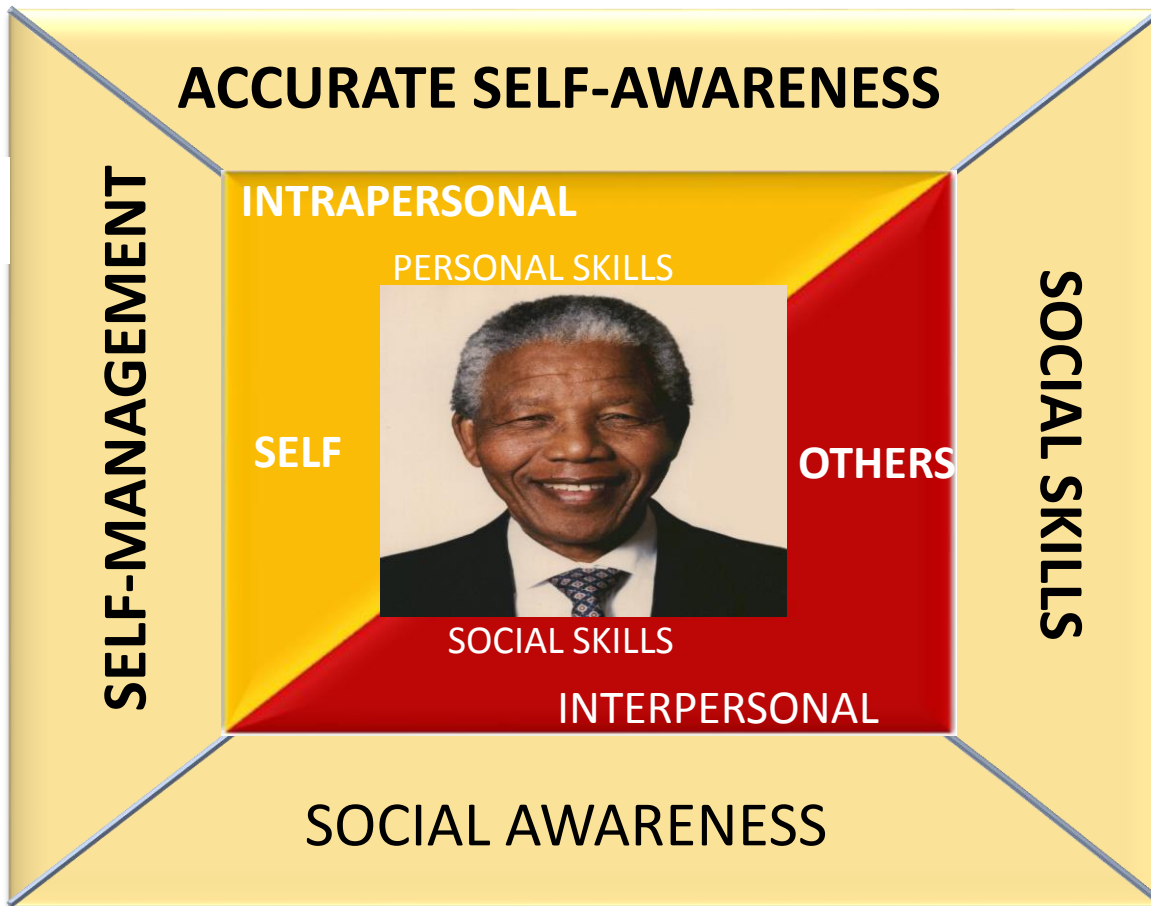 ACCURATE SELF-AWARENESS
SELF-MANAGEMENT
INTRAPERSONAL
PERSONAL SKILLS
SELF
OTHERS
SOCIAL SKILLS
INTERPERSONAL
SOCIAL SKILLS
SOCIAL AWARENESS